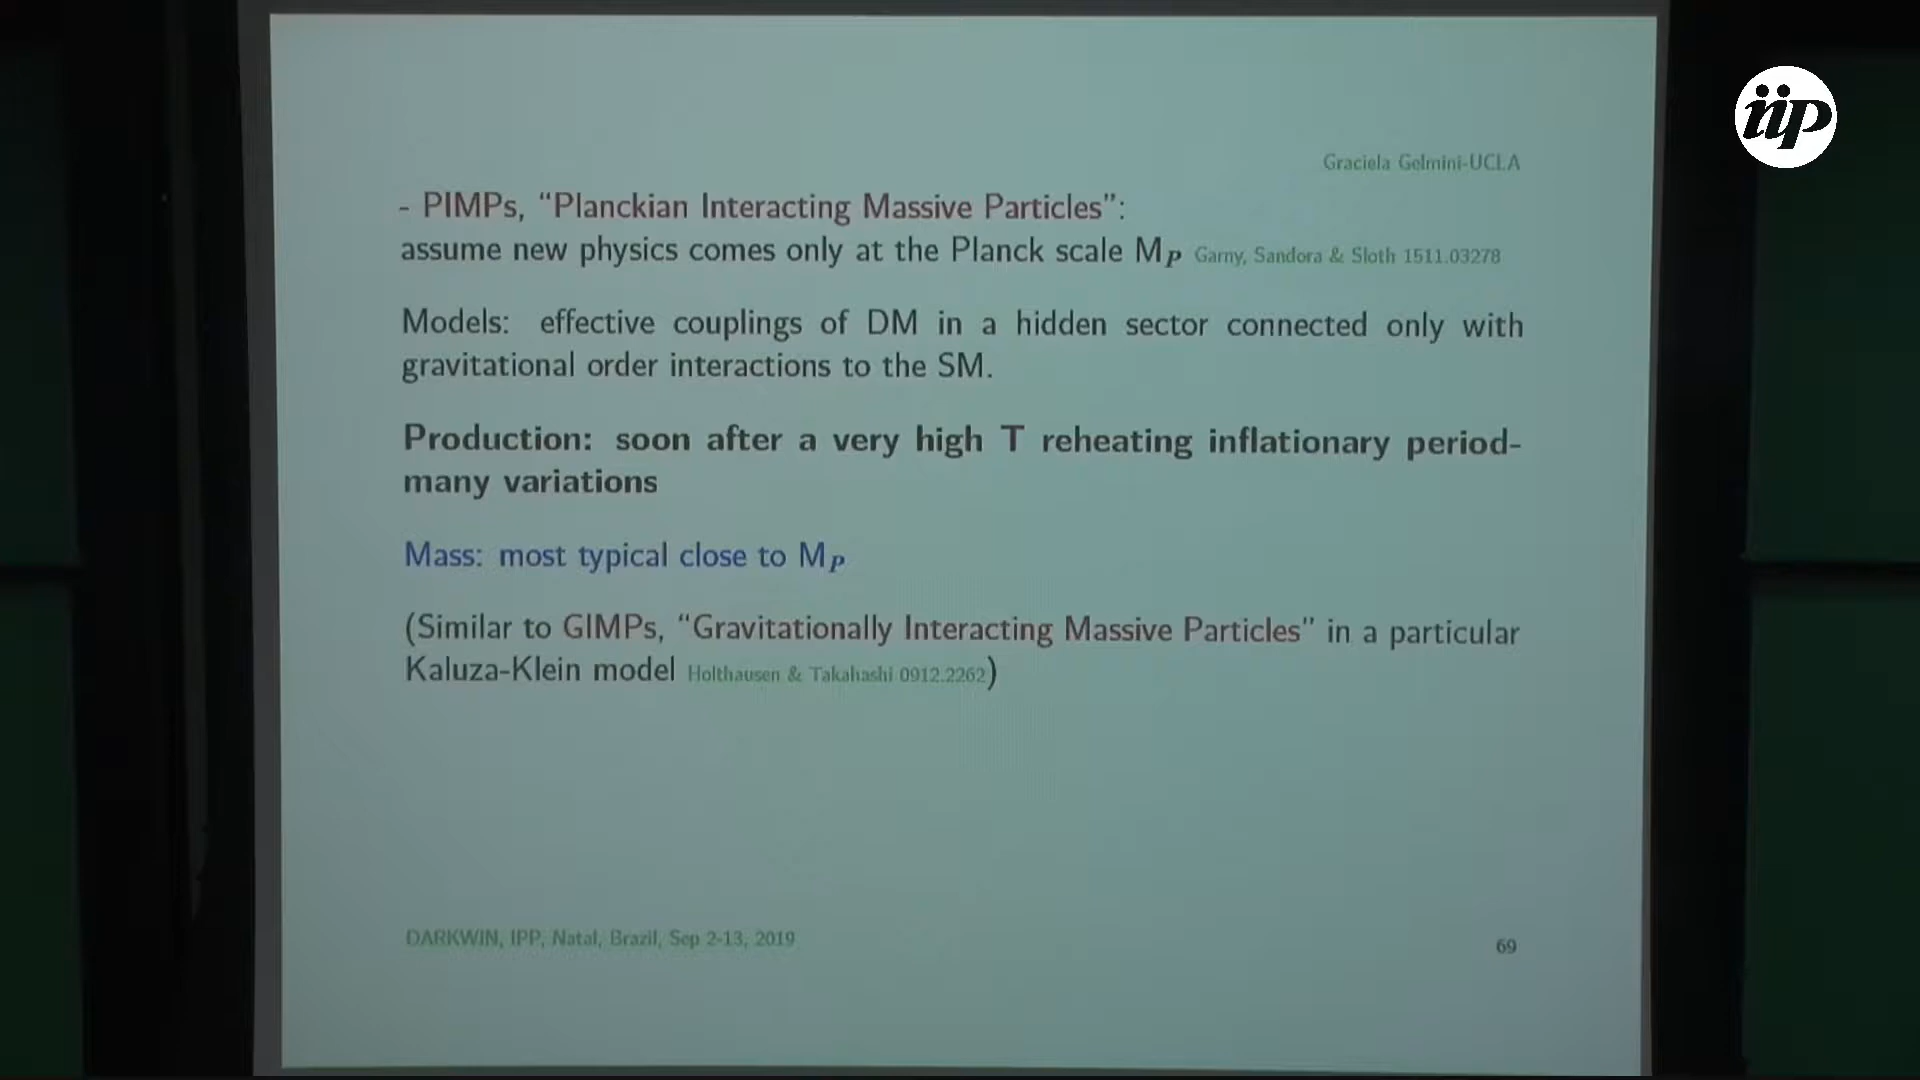 iip
Graciela Gelmini-UCLA
- PIMPs, “Planckian Interacting Massive Particles”:
assume new physics comes only at the Planck scale M_P Garny, Sandora & Sloth 1511.03278
Models: effective couplings of DM in a hidden sector connected only with
gravitational order interactions to the SM.
Production: soon after a very high T reheating inflationary period-
many variations
Mass: most typical close to M_P
(Similar to GIMPs, “Gravitationally Interacting Massive Particles” in a particular
Kaluza-Klein model Holthausen & Takahashi 0912.2262)
DARKWIN, IPP, Natal, Brazil, Sep 2-13, 2019
69